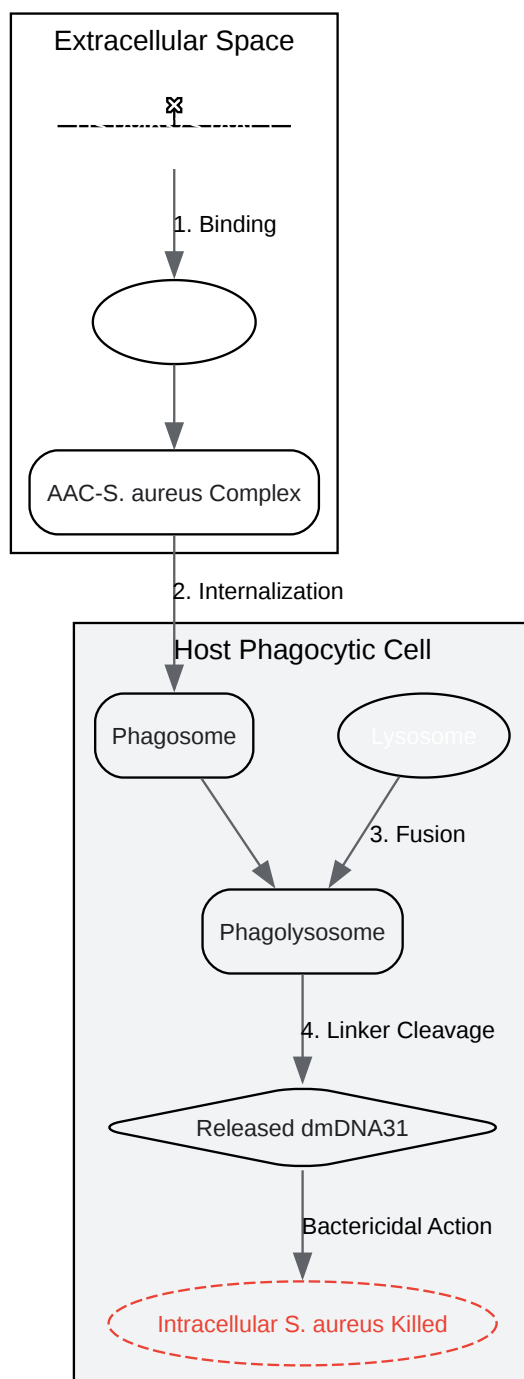 Extracellular Space
1. Binding
AAC-S. aureus Complex
2. Internalization
Host Phagocytic Cell
Phagosome
Lysosome
3. Fusion
Phagolysosome
4. Linker Cleavage
Released dmDNA31
Bactericidal Action
Intracellular S. aureus Killed